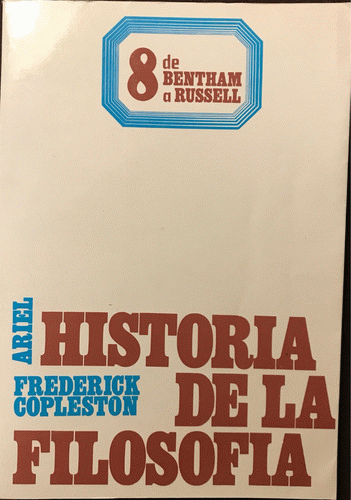 8 de
BENTHAM
a RUSSELL
ARIEL
HISTORIA
FREDERICK
COPLESTON
DE LA
FILOSOFIA